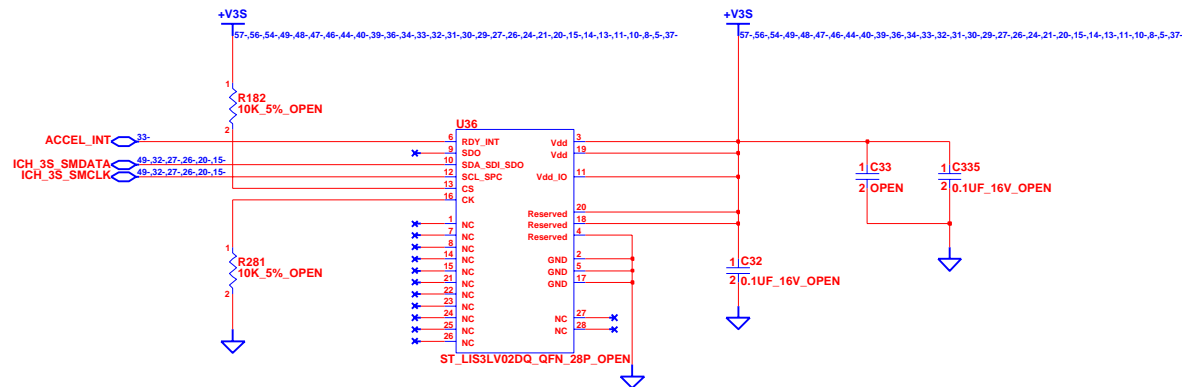 +V3S
57-,56-,54-,49-,48-,47-,46-,44-,40-,39-,36-,34-,33-,32-,31-,30-,29-,27-,26-,24-,21-,20-,15-,14-,13-,11-,10-,8-,5-,37-
+V3S
57-,56-,54-,49-,48-,47-,46-,44-,40-,39-,36-,34-,33-,32-,31-,30-,29-,27-,26-,24-,21-,20-,15-,14-,13-,11-,10-,8-,5-,37-
1
R182
10K_5%_OPEN
2
U36
ACCEL_INT 33- 6 RDY_INT
9 SDO
ICH_3S_SMDATA 49-,32-,27-,26-,20-,15- 10 SDA_SDI_SDO
ICH_3S_SMCLK 49-,32-,27-,26-,20-,15- 12 SCL_SPC
13 CS
16 CK
1 NC
7 NC
8 NC
14 NC
15 NC
21 NC
22 NC
23 NC
24 NC
25 NC
26 NC
Vdd 3
Vdd 19
Vdd_IO 11
Reserved 20
Reserved 18
Reserved 4
GND 2
GND 5
GND 17
NC 27
NC 28
ST_LIS3LV02DQ_QFN_28P_OPEN
1
R281
10K_5%_OPEN
2
1 C33
2 OPEN
1 C335
2 0.1UF_16V_OPEN
1 C32
2 0.1UF_16V_OPEN